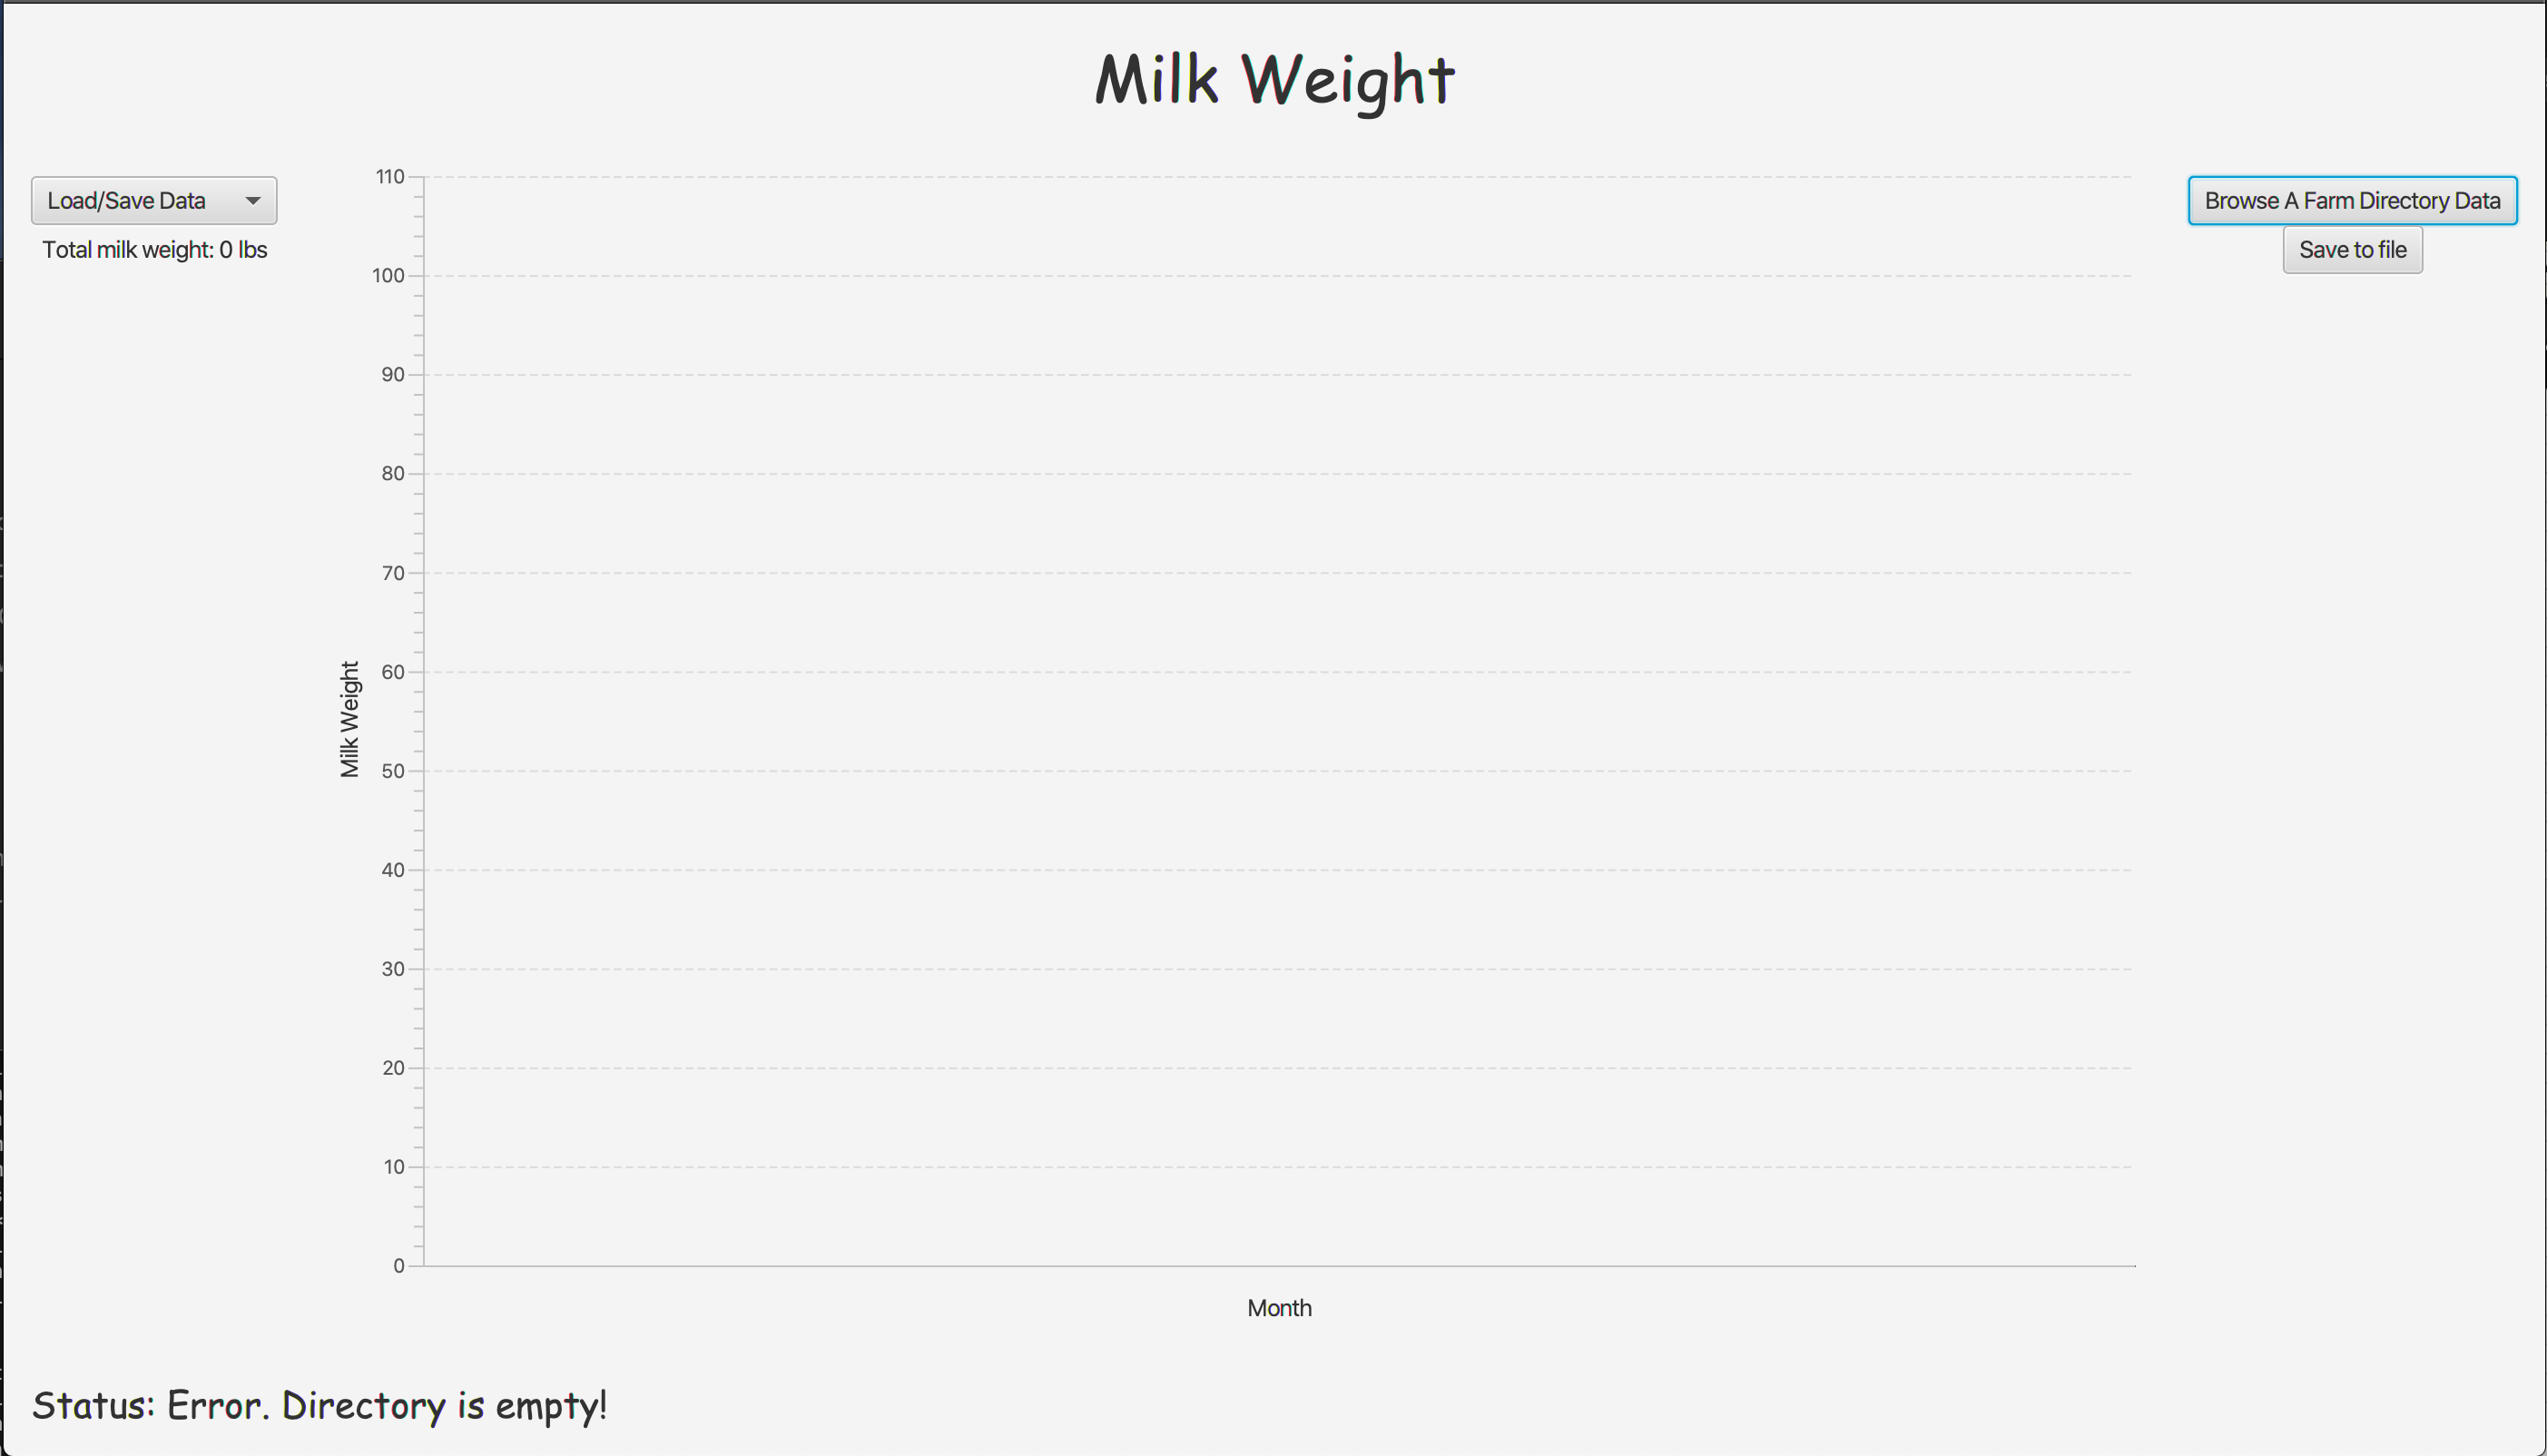 Milk Weight
Load/Save Data
Total milk weight: 0 lbs
Browse A Farm Directory Data
Save to file
110
100
90
80
70
60
50
40
30
20
10
0
Milk Weight
Month
Status: Error. Directory is empty!